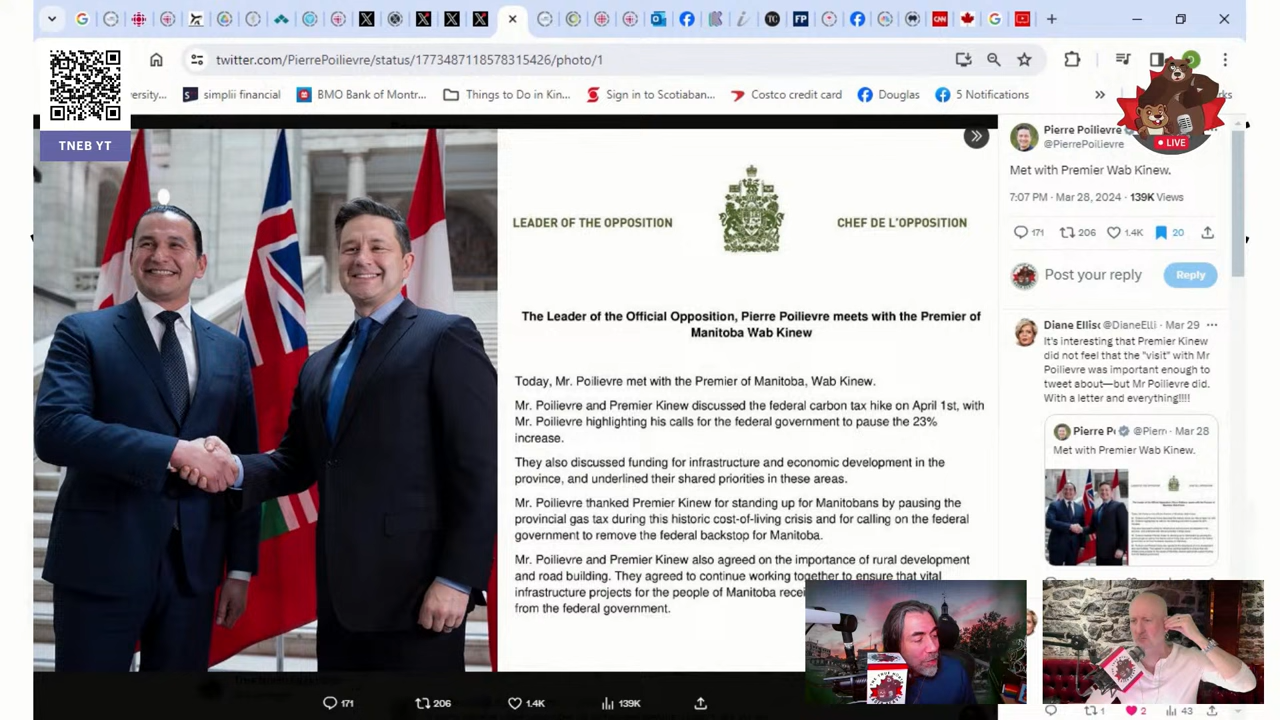 twitter.com/PierrePoilievre/status/1773487118578315426/photo/1
iversity...
simplii financial
BMO Bank of Montr...
Things to Do in Kin...
Sign in to Scotiaban...
Costco credit card
Douglas
5 Notifications
TNEB YT
LIVE
LEADER OF THE OPPOSITION
CHEF DE L'OPPOSITION
The Leader of the Official Opposition, Pierre Poilievre meets with the Premier of
Manitoba Wab Kinew
Today, Mr. Poilievre met with the Premier of Manitoba, Wab Kinew.
Mr. Poilievre and Premier Kinew discussed the federal carbon tax hike on April 1st, with
Mr. Poilievre highlighting his calls for the federal government to pause the 23%
increase.
They also discussed funding for infrastructure and economic development in the
province, and underlined their shared priorities in these areas.
Mr. Poilievre thanked Premier Kinew for standing up for Manitobans by pausing the
provincial gas tax during this historic cost-of-living crisis and for calling on the federal
government to remove the federal backstop for Manitoba.
Mr. Poilievre and Premier Kinew also agreed on the importance of rural development
and road building. They agreed to continue working together to ensure that vital
infrastructure projects for the people of Manitoba recei
from the federal government.
171 206 1.4K 139K
Pierre Poilievre
@PierrePoilievre
Met with Premier Wab Kinew.
7:07 PM · Mar 28, 2024 · 139K Views
171 206 1.4K 20
Post your reply
Reply
Diane Ellisc @DianeElli · Mar 29 ···
It's interesting that Premier Kinew
did not feel that the "visit" with Mr
Poilievre was important enough to
tweet about—but Mr Poilievre did.
With a letter and everything!!!!
Pierre P @Pierr · Mar 28
Met with Premier Wab Kinew.
1 2 43